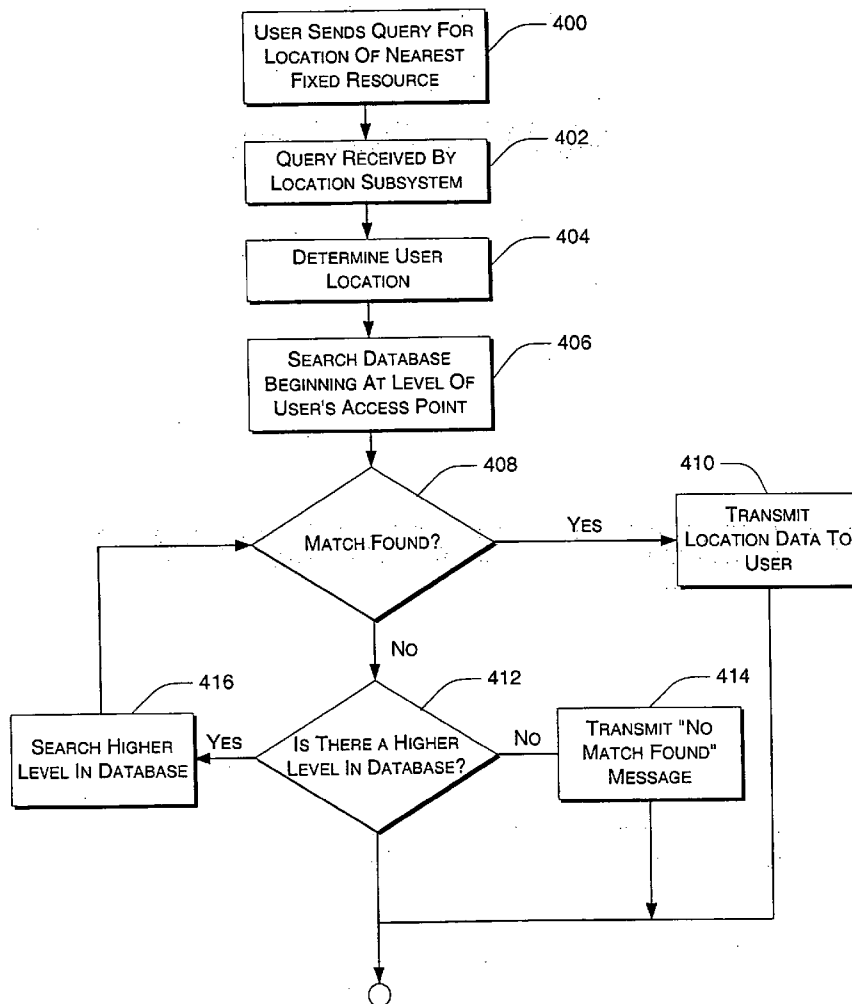 USER SENDS QUERY FOR
LOCATION OF NEAREST
FIXED RESOURCE
400
QUERY RECEIVED BY
LOCATION SUBSYSTEM
402
DETERMINE USER
LOCATION
404
SEARCH DATABASE
BEGINNING AT LEVEL OF
USER'S ACCESS POINT
406
MATCH FOUND?
408
YES
TRANSMIT
LOCATION DATA TO
USER
410
NO
IS THERE A HIGHER
LEVEL IN DATABASE?
412
YES
SEARCH HIGHER
LEVEL IN DATABASE
416
NO
TRANSMIT "NO
MATCH FOUND"
MESSAGE
414